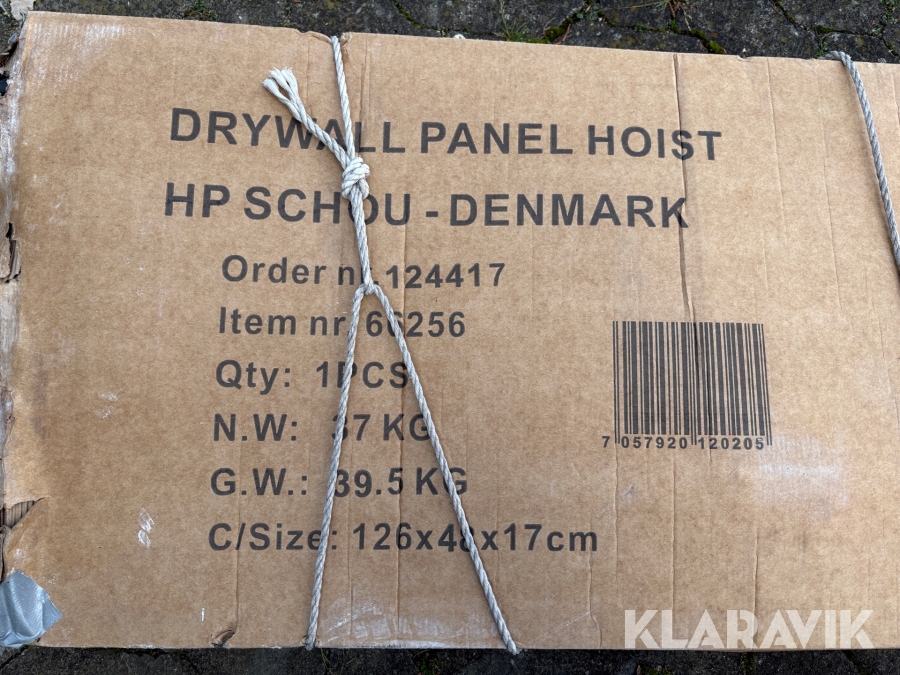 DRYWALL PANEL HOIST
HP SCHOU - DENMARK
Order nr. 124417
Item nr. 66256
Qty: 1PCS
N.W: 37 KG
G.W.: 39.5 KG
C/Size: 126x48x17cm
7 057920 120205
KLARAVIK